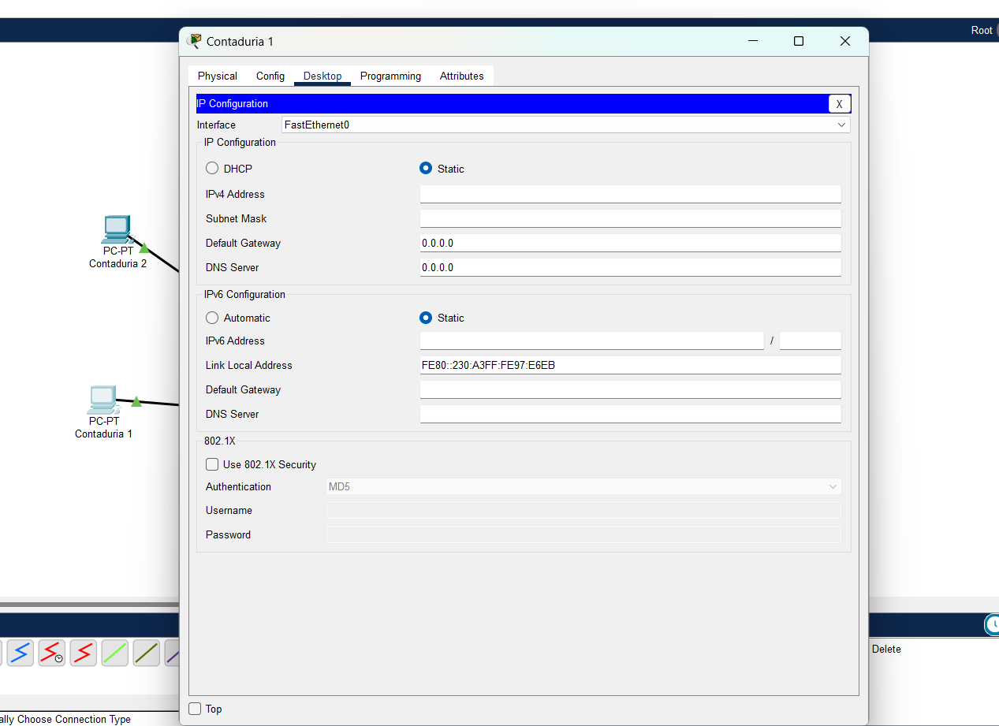 Root
Contaduria 1
Physical Config Desktop Programming Attributes
IP Configuration X
Interface FastEthernet0
IP Configuration
DHCP Static
IPv4 Address
Subnet Mask
Default Gateway 0.0.0.0
DNS Server 0.0.0.0
IPv6 Configuration
Automatic Static
IPv6 Address /
Link Local Address FE80::230:A3FF:FE97:E6EB
Default Gateway
DNS Server
802.1X
Use 802.1X Security
Authentication MD5
Username
Password
Top
PC-PT
Contaduria 2
PC-PT
Contaduria 1
Delete
ally Choose Connection Type